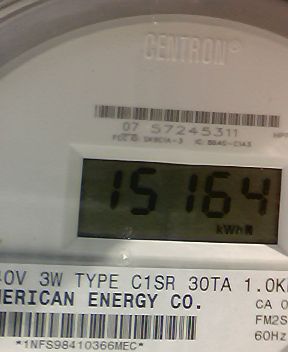 CENTRON®
07 57245311
15164
kWh
40V 3W TYPE C1SR 30TA 1.0K
MERICAN ENERGY CO.
CA 0
FM2S
60Hz
*1NFS98410366MEC*